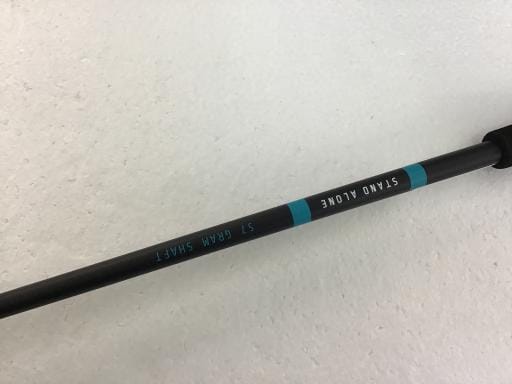 STAND ALONE
57 GRAM SHAFT